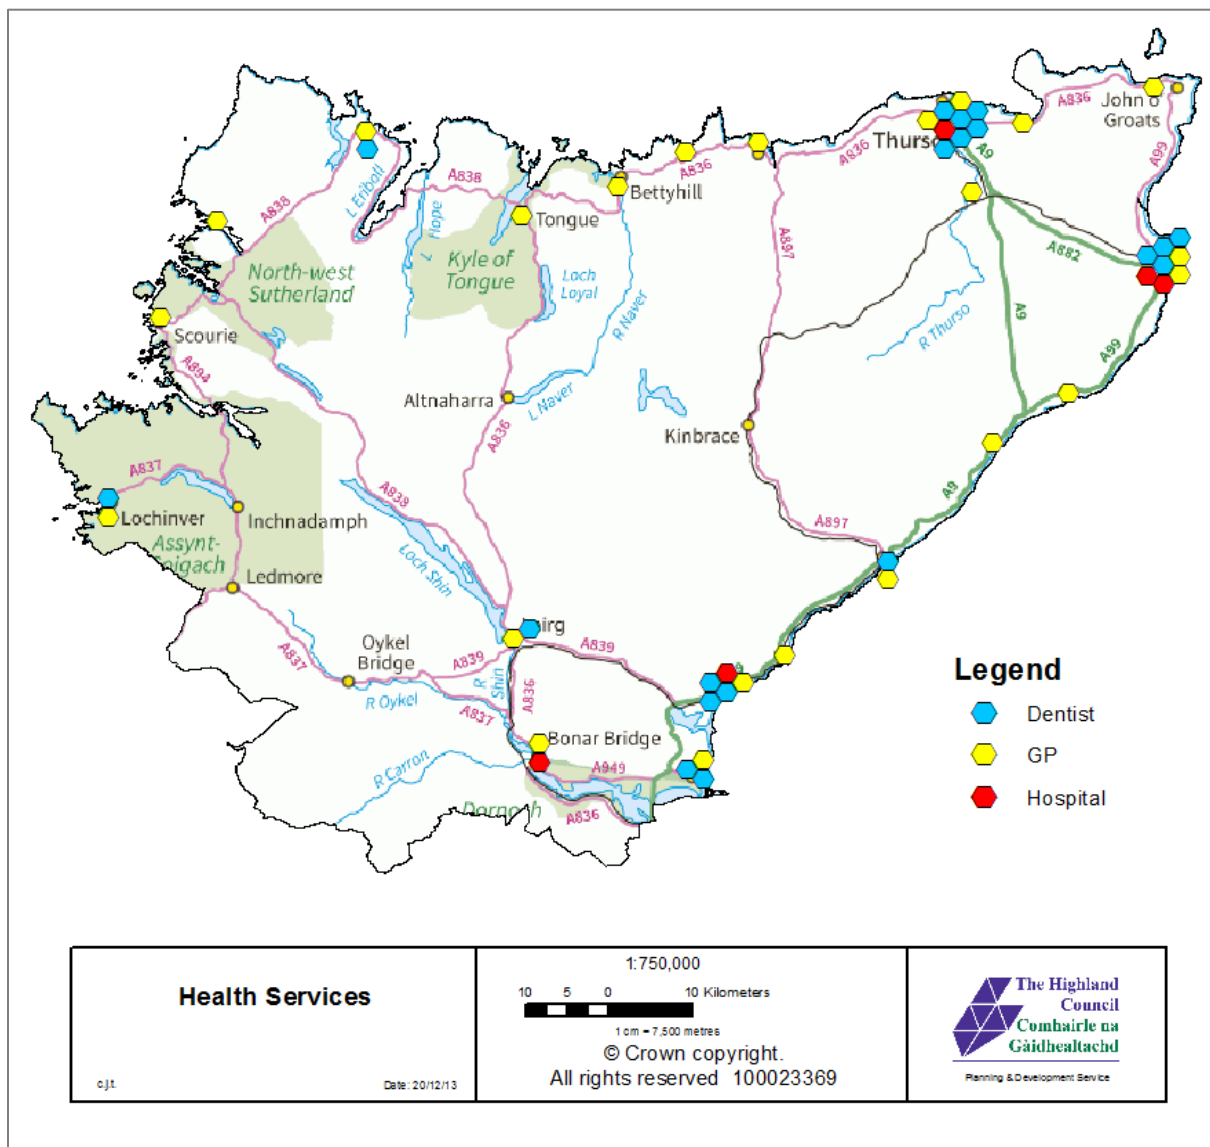 A836
John o
Groats
A99
Thurso
A9
A836
A836
Bettyhill
A838
L Eriboll
A838
L Hope
Tongue
Kyle of
Tongue
Loch
Loyal
R Naver
A897
A882
North-west
Sutherland
A9
R Thurso
Scourie
A894
A99
Altnaharra
L Naver
A836
Kinbrace
A837
A838
A9
A897
Lochinver
Inchnadamph
Assynt-
Loch Shin
Ledmore
A837
Oykel
Bridge
A839
A839
R Shin
A836
R Oykel
A837
Bonar Bridge
R Carron
A949
A836
Legend
Dentist
GP
Hospital
Health Services
c.j.t.
Date: 20/12/13
1:750,000
10 5 0 10 Kilometers
1 cm = 7,500 metres
© Crown copyright.
All rights reserved 100023369
The Highland
Council
Comhairle na
Gàidhealtachd
Planning & Development Service